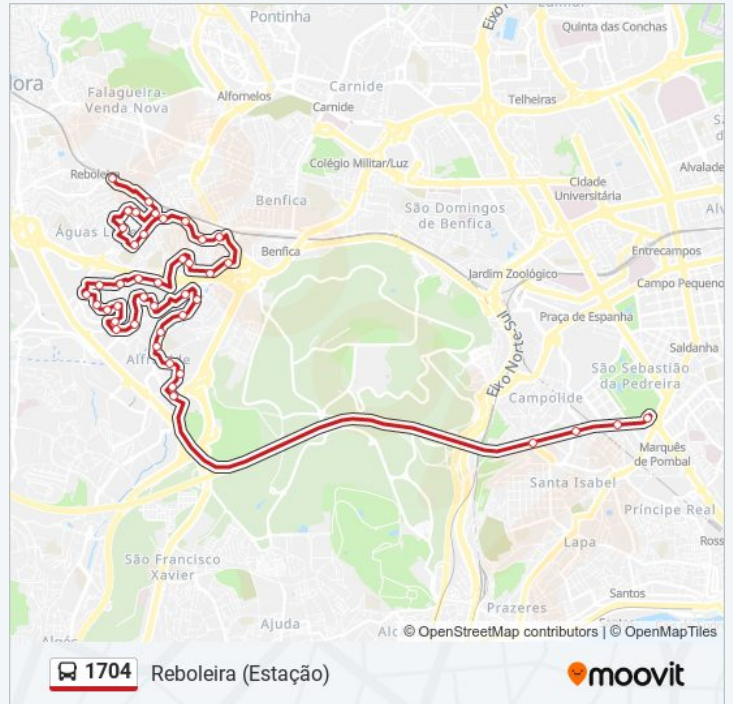 Pontinha
Quinta das Conchas
Falagueira-
Venda Nova
Alfornelos
Carnide
Carnide
Telheiras
Colégio Militar/Luz
Reboleira
Alvalade
Cidade
Universitária
Benfica
São Domingos
de Benfica
Águas L
Benfica
Entrecampos
Jardim Zoológico
Campo Pequeno
Praça de Espanha
Eixo Norte-Sul
Saldanha
São Sebastião
da Pedreira
Campolide
Marquês
de Pombal
Santa Isabel
Príncipe Real
Lapa
São Francisco
Xavier
Santos
Prazeres
Ajuda
© OpenStreetMap contributors | © OpenMapTiles
1704 Reboleira (Estação)
moovit